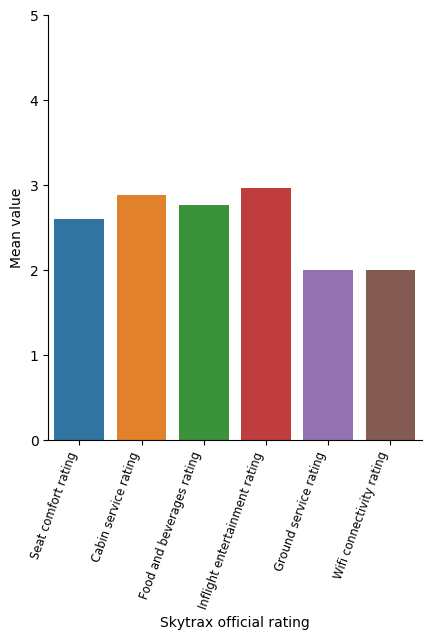 5
4
3
2
1
0
Mean value
Seat comfort rating
Cabin service rating
Food and beverages rating
Inflight entertainment rating
Ground service rating
Wifi connectivity rating
Skytrax official rating